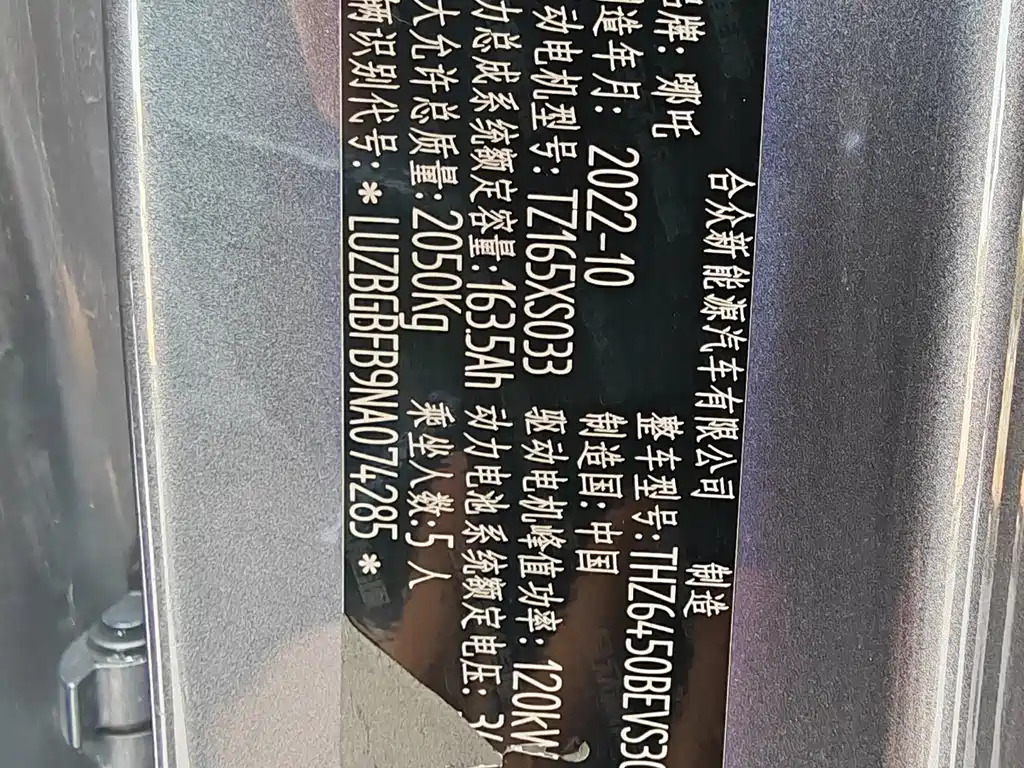 合众新能源汽车有限公司 制造
品牌: 哪吒 整车型号:THZ6450BEVS3
制造年月: 2022-10 制造国:中国
动电机型号:TZ165XS033 驱动电机峰值功率: 120kW
力总成系统额定容量:163.5Ah 动力电池系统额定电压: 3
大允许总质量:2050Kg 乘坐人数:5 人
辆识别代号: *LUZBGBFB9NA074285*